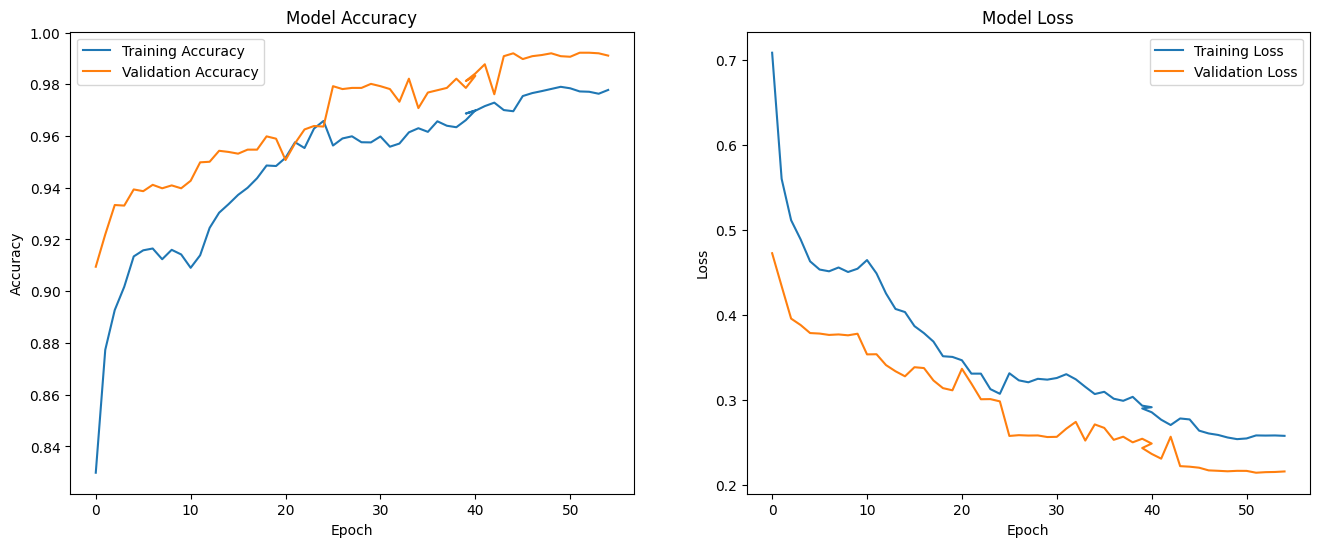 Model Accuracy
Training Accuracy
Validation Accuracy
1.00
0.98
0.96
0.94
0.92
0.90
0.88
0.86
0.84
Accuracy
0
10
20
30
40
50
Epoch
Model Loss
Training Loss
Validation Loss
0.7
0.6
0.5
0.4
0.3
0.2
Loss
0
10
20
30
40
50
Epoch